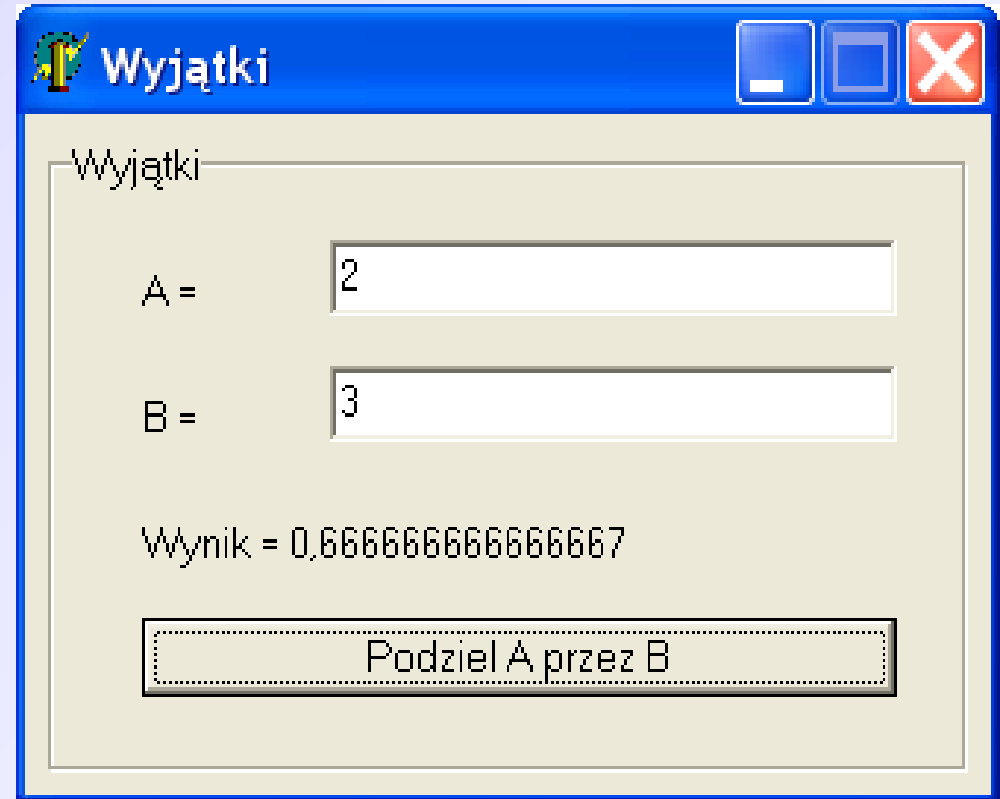 Wyjątki
Wyjątki
A =
2
B =
3
Wynik = 0,666666666666667
Podziel A przez B